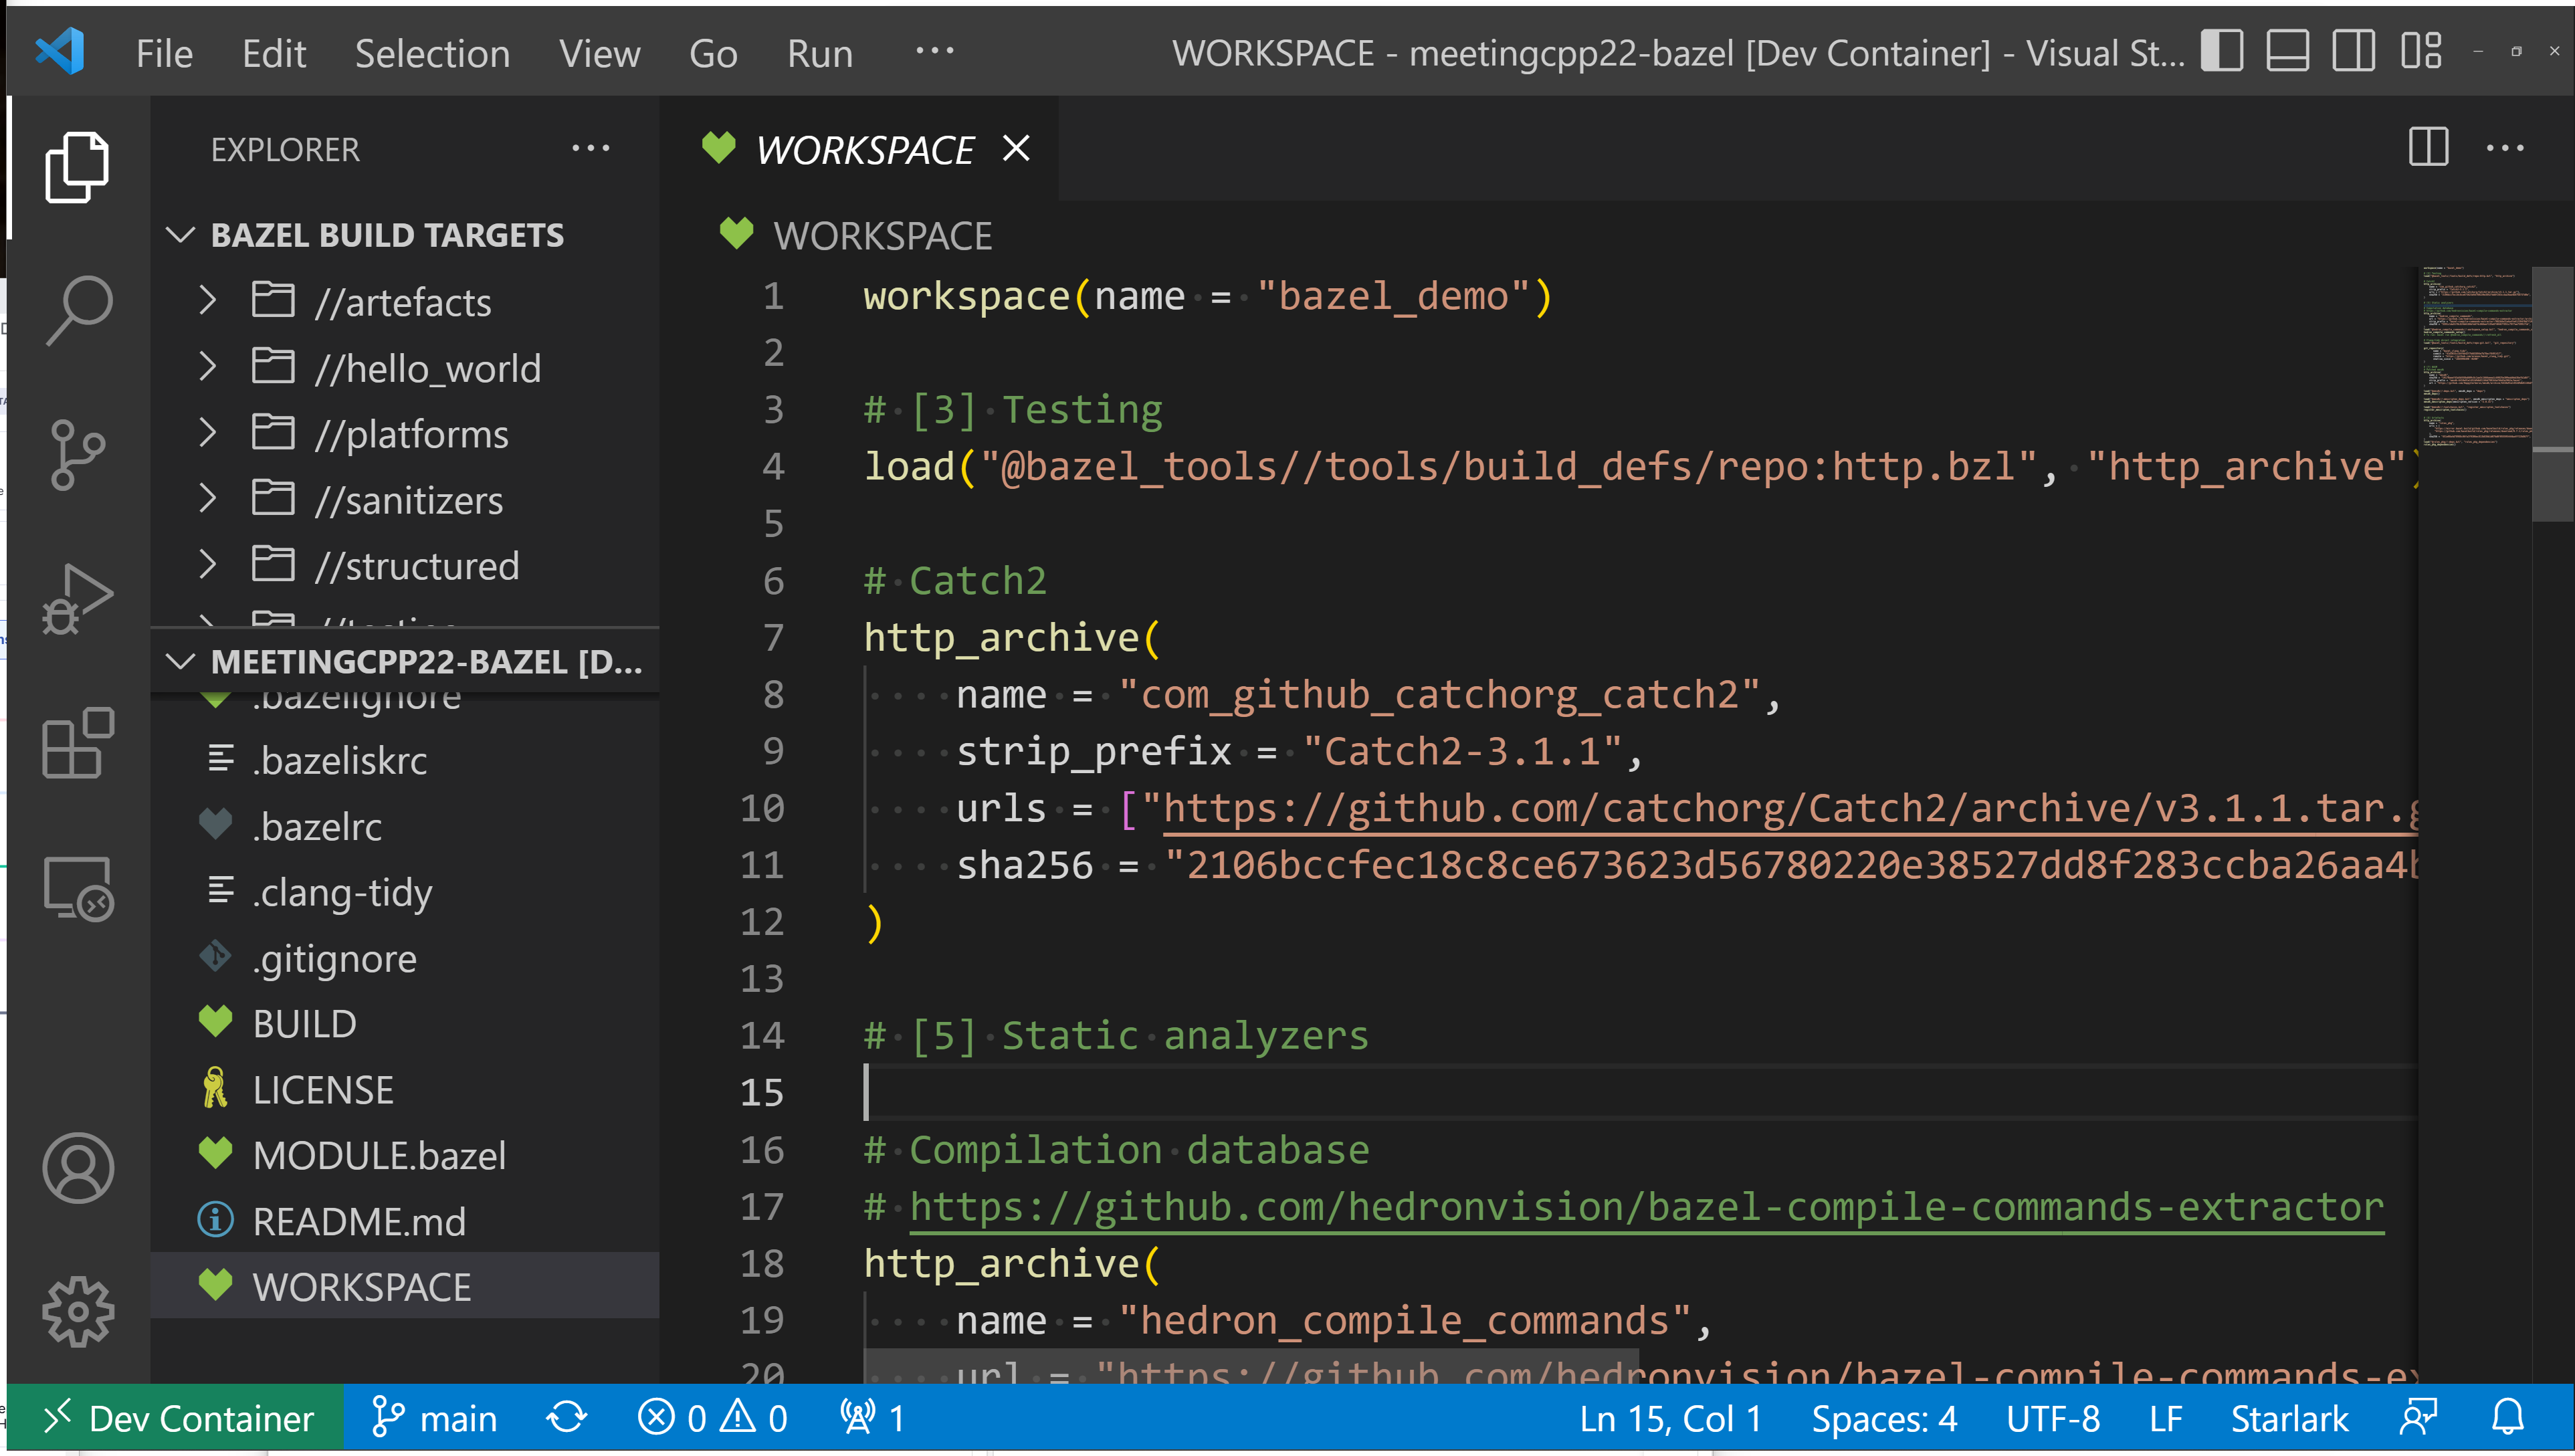 File Edit Selection View Go Run ··· WORKSPACE - meetingcpp22-bazel [Dev Container] - Visual St...
EXPLORER ···
BAZEL BUILD TARGETS
//artefacts
//hello_world
//platforms
//sanitizers
//structured
MEETINGCPP22-BAZEL [D...
.bazelignore
.bazeliskrc
.bazelrc
.clang-tidy
.gitignore
BUILD
LICENSE
MODULE.bazel
README.md
WORKSPACE
WORKSPACE
WORKSPACE
1 workspace(name = "bazel_demo")
2
3 # [3] Testing
4 load("@bazel_tools//tools/build_defs/repo:http.bzl", "http_archive")
5
6 # Catch2
7 http_archive(
8 name = "com_github_catchorg_catch2",
9 strip_prefix = "Catch2-3.1.1",
10 urls = ["https://github.com/catchorg/Catch2/archive/v3.1.1.tar.g
11 sha256 = "2106bccfec18c8ce673623d56780220e38527dd8f283ccba26aa4b
12 )
13
14 # [5] Static analyzers
15
16 # Compilation database
17 # https://github.com/hedronvision/bazel-compile-commands-extractor
18 http_archive(
19 name = "hedron_compile_commands",
20 url = "https://github.com/hedronvision/bazel-compile-commands-ex
Dev Container main 0 0 1 Ln 15, Col 1 Spaces: 4 UTF-8 LF Starlark